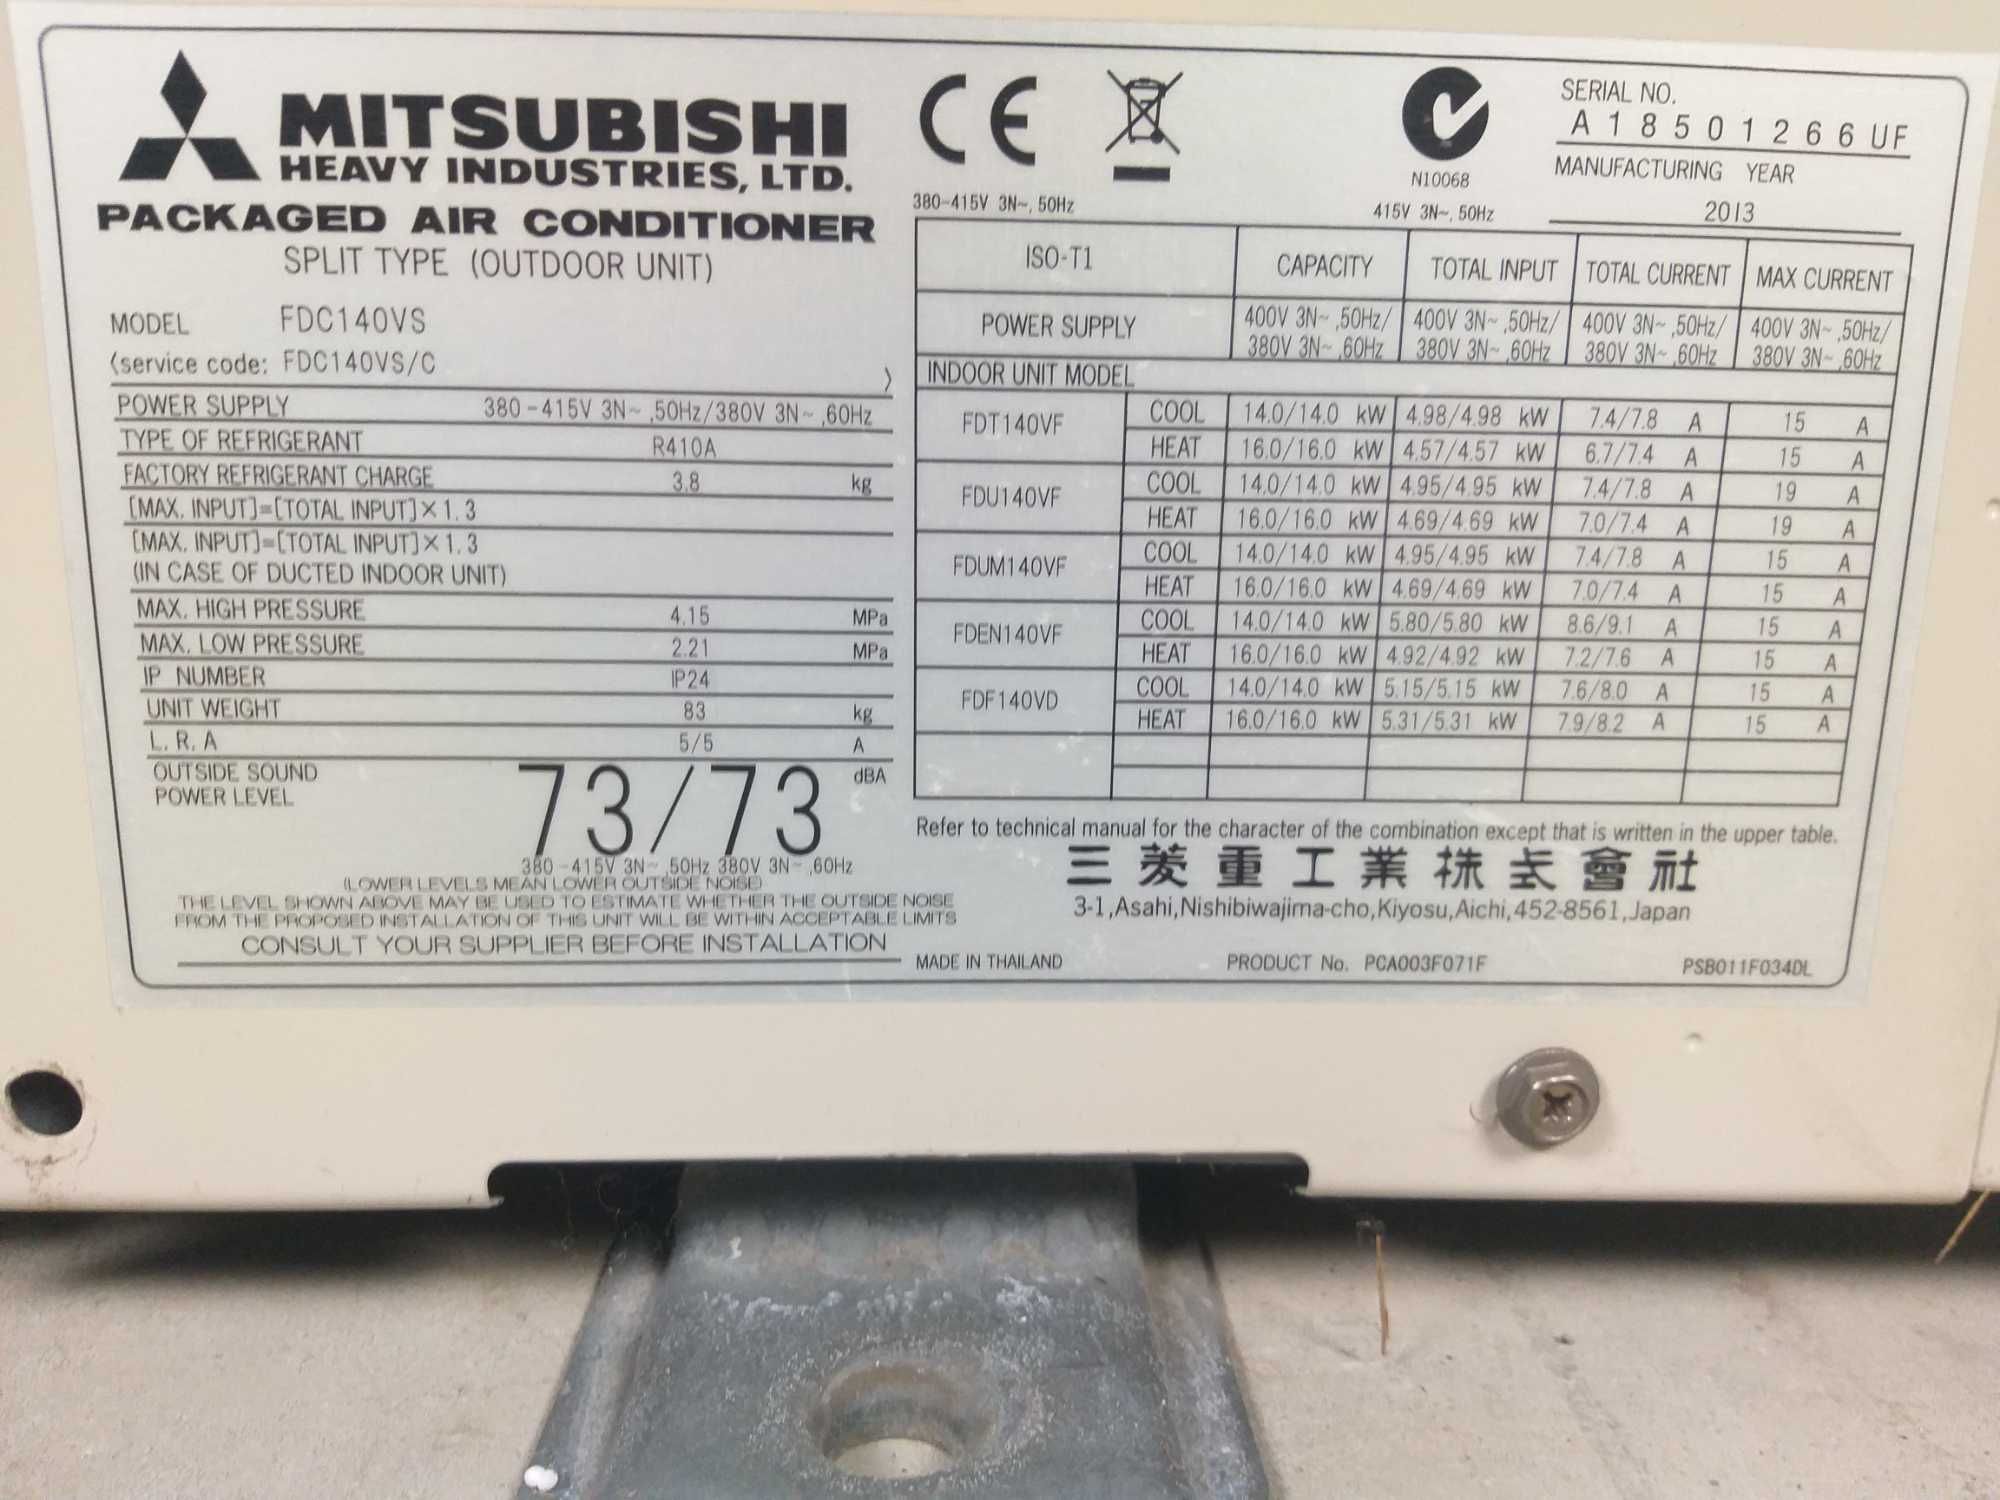 MITSUBISHI
HEAVY INDUSTRIES, LTD.
PACKAGED AIR CONDITIONER
SPLIT TYPE (OUTDOOR UNIT)
MODEL FDC140VS
(service code: FDC140VS/C )
POWER SUPPLY 380-415V 3N~ ,50Hz/380V 3N~ ,60Hz
TYPE OF REFRIGERANT R410A
FACTORY REFRIGERANT CHARGE 3.8 kg
[MAX. INPUT]=[TOTAL INPUT]×1.3
[MAX. INPUT]=[TOTAL INPUT]×1.3
(IN CASE OF DUCTED INDOOR UNIT)
MAX. HIGH PRESSURE 4.15 MPa
MAX. LOW PRESSURE 2.21 MPa
IP NUMBER IP24
UNIT WEIGHT 83 kg
L. R. A 5/5 A
OUTSIDE SOUND
POWER LEVEL 73/73 dBA
380-415V 3N~ ,50Hz 380V 3N~ ,60Hz
(LOWER LEVELS MEAN LOWER OUTSIDE NOISE)
THE LEVEL SHOWN ABOVE MAY BE USED TO ESTIMATE WHETHER THE OUTSIDE NOISE
FROM THE PROPOSED INSTALLATION OF THIS UNIT WILL BE WITHIN ACCEPTABLE LIMITS
CONSULT YOUR SUPPLIER BEFORE INSTALLATION
CE
380-415V 3N~, 50Hz
N10068
415V 3N~, 50Hz
SERIAL NO.
A18501266UF
MANUFACTURING YEAR
2013
ISO-T1 CAPACITY TOTAL INPUT TOTAL CURRENT MAX CURRENT
POWER SUPPLY 400V 3N~ ,50Hz/ 400V 3N~ ,50Hz/ 400V 3N~ ,50Hz/ 400V 3N~ ,50Hz/
380V 3N~ ,60Hz 380V 3N~ ,60Hz 380V 3N~ ,60Hz 380V 3N~ ,60Hz
INDOOR UNIT MODEL
FDT140VF COOL 14.0/14.0 kW 4.98/4.98 kW 7.4/7.8 A 15 A
HEAT 16.0/16.0 kW 4.57/4.57 kW 6.7/7.4 A 15 A
FDU140VF COOL 14.0/14.0 kW 4.95/4.95 kW 7.4/7.8 A 19 A
HEAT 16.0/16.0 kW 4.69/4.69 kW 7.0/7.4 A 19 A
FDUM140VF COOL 14.0/14.0 kW 4.95/4.95 kW 7.4/7.8 A 15 A
HEAT 16.0/16.0 kW 4.69/4.69 kW 7.0/7.4 A 15 A
FDEN140VF COOL 14.0/14.0 kW 5.80/5.80 kW 8.6/9.1 A 15 A
HEAT 16.0/16.0 kW 4.92/4.92 kW 7.2/7.6 A 15 A
FDF140VD COOL 14.0/14.0 kW 5.15/5.15 kW 7.6/8.0 A 15 A
HEAT 16.0/16.0 kW 5.31/5.31 kW 7.9/8.2 A 15 A
Refer to technical manual for the character of the combination except that is written in the upper table.
三菱重工業株式會社
3-1,Asahi,Nishibiwajima-cho,Kiyosu,Aichi,452-8561,Japan
MADE IN THAILAND PRODUCT No. PCA003F071F PSB011F034DL